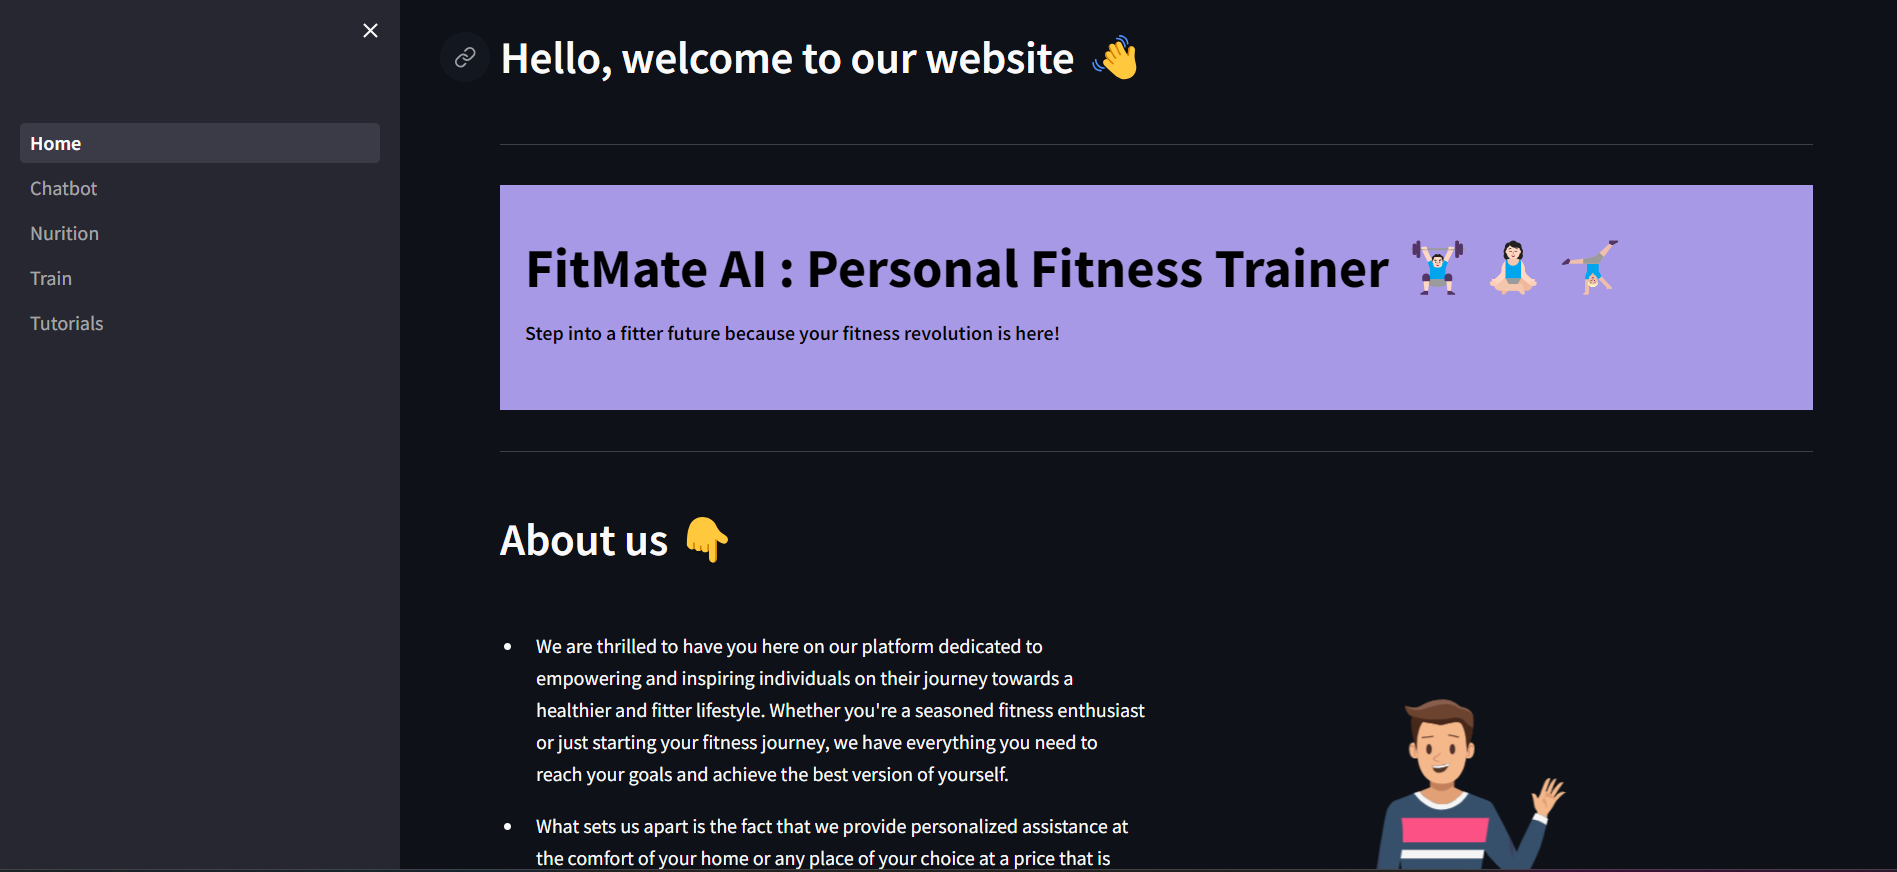 Home
Chatbot
Nurition
Train
Tutorials
Hello, welcome to our website 👋
FitMate AI : Personal Fitness Trainer
Step into a fitter future because your fitness revolution is here!
About us 👇
• We are thrilled to have you here on our platform dedicated to
empowering and inspiring individuals on their journey towards a
healthier and fitter lifestyle. Whether you're a seasoned fitness enthusiast
or just starting your fitness journey, we have everything you need to
reach your goals and achieve the best version of yourself.
• What sets us apart is the fact that we provide personalized assistance at
the comfort of your home or any place of your choice at a price that is